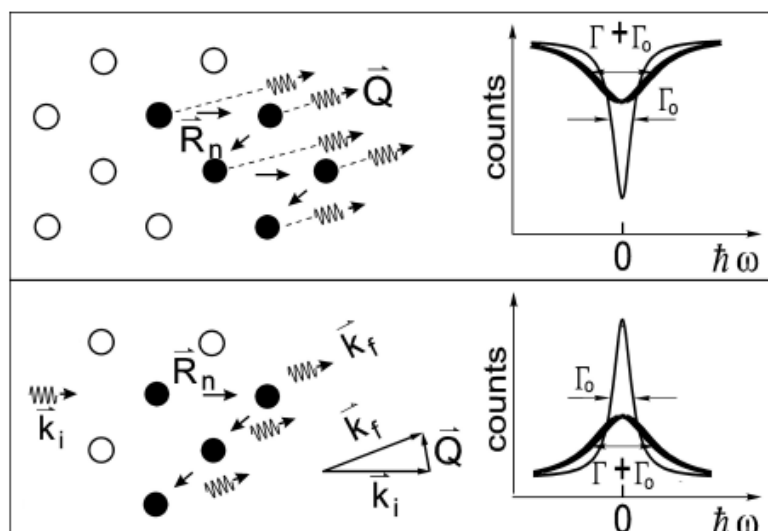 Γ + Γ₀
Q⃗
R⃗ₙ
Γ₀
counts
0
ħω
k⃗_f
R⃗ₙ
k⃗ᵢ
k⃗_f
Q⃗
k⃗ᵢ
Γ₀
counts
Γ + Γ₀
0
ħω